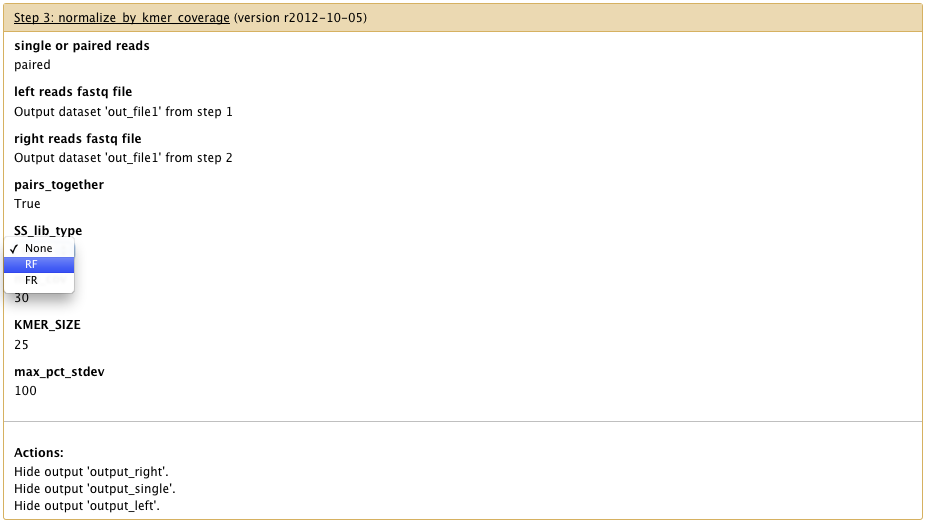 Step 3: normalize_by_kmer_coverage (version r2012-10-05)
single or paired reads
paired
left reads fastq file
Output dataset 'out_file1' from step 1
right reads fastq file
Output dataset 'out_file1' from step 2
pairs_together
True
SS_lib_type
✓ None
RF
FR
30
KMER_SIZE
25
max_pct_stdev
100
Actions:
Hide output 'output_right'.
Hide output 'output_single'.
Hide output 'output_left'.